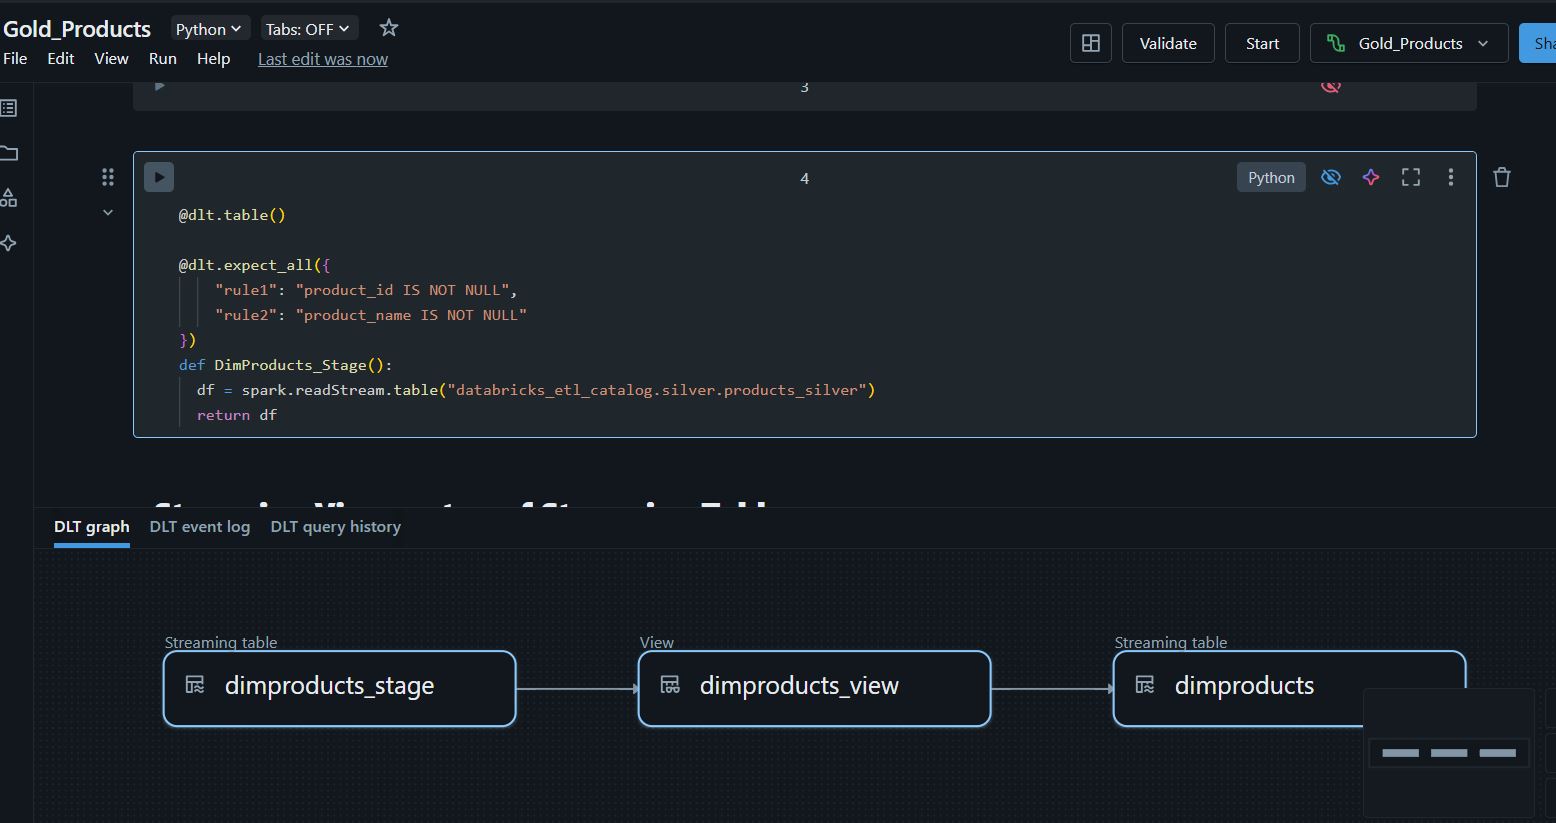 Gold_Products Python Tabs: OFF
File Edit View Run Help Last edit was now
Validate Start Gold_Products
3
4
Python
@dlt.table()
@dlt.expect_all({
"rule1": "product_id IS NOT NULL",
"rule2": "product_name IS NOT NULL"
})
def DimProducts_Stage():
df = spark.readStream.table("databricks_etl_catalog.silver.products_silver")
return df
DLT graph DLT event log DLT query history
Streaming table View Streaming table
dimproducts_stage dimproducts_view dimproducts